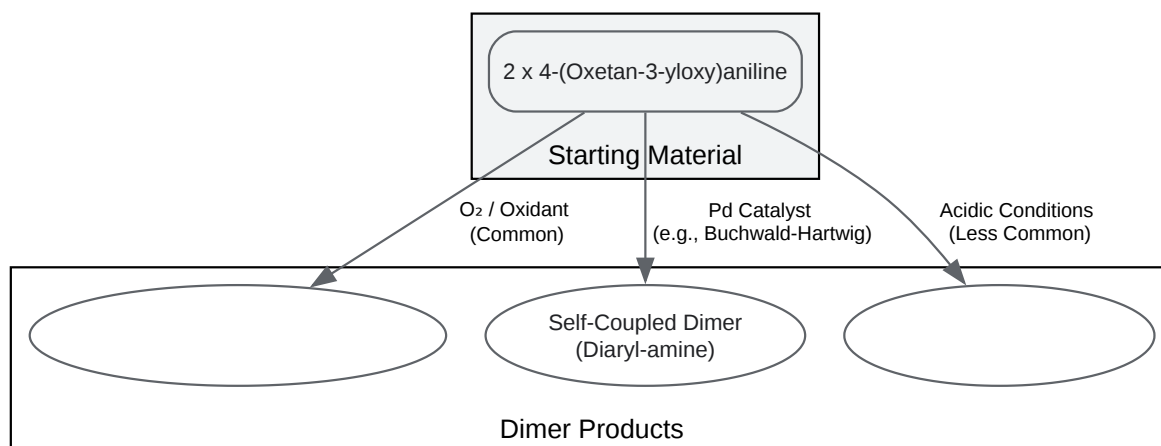 2 x 4-(Oxetan-3-yloxy)aniline
Starting Material
O₂ / Oxidant
(Common)
Pd Catalyst
(e.g., Buchwald-Hartwig)
Acidic Conditions
(Less Common)
Self-Coupled Dimer
(Diaryl-amine)
Dimer Products